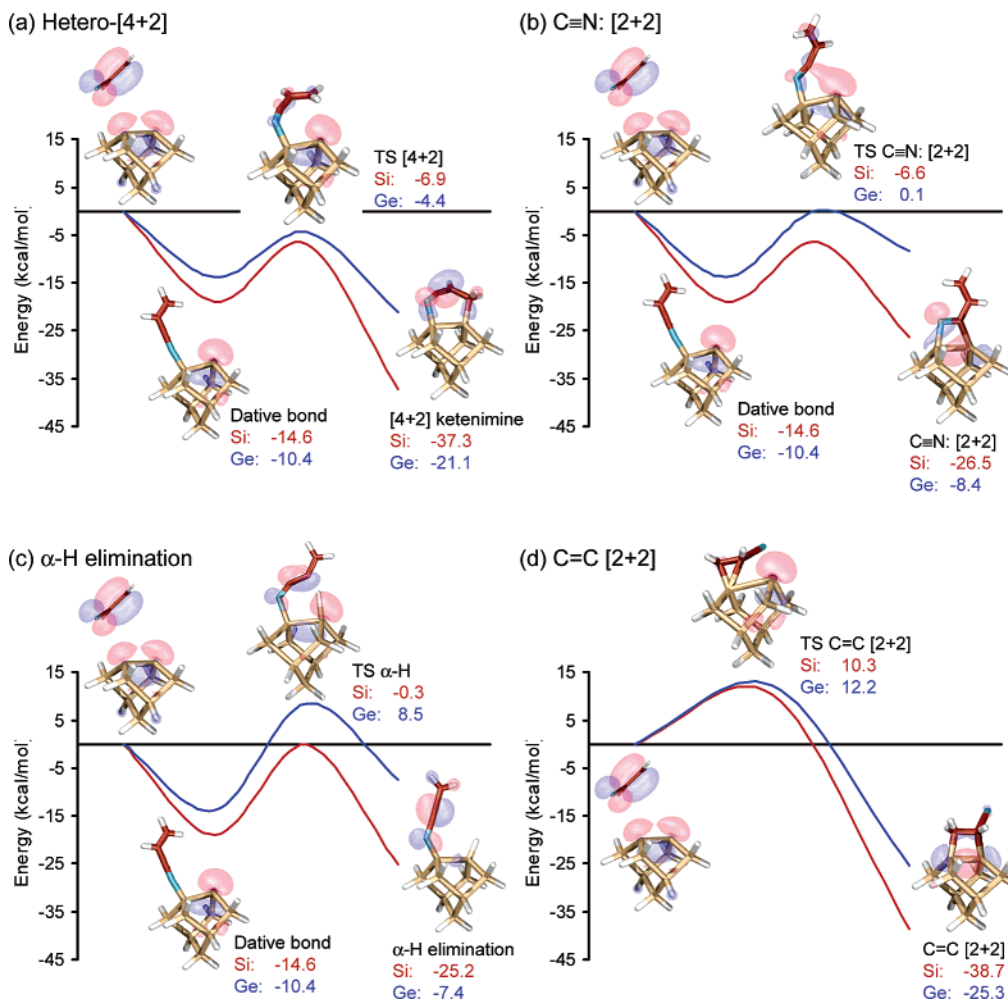 (a) Hetero-[4+2]
15
5
-5
-15
-25
-35
-45
Energy (kcal/mol)
TS [4+2]
Si: -6.9
Ge: -4.4
Dative bond
Si: -14.6
Ge: -10.4
[4+2] ketenimine
Si: -37.3
Ge: -21.1
(b) C≡N: [2+2]
15
5
-5
-15
-25
-35
-45
Energy (kcal/mol)
TS C≡N: [2+2]
Si: -6.6
Ge: 0.1
Dative bond
Si: -14.6
Ge: -10.4
C≡N: [2+2]
Si: -26.5
Ge: -8.4
(c) α-H elimination
15
5
-5
-15
-25
-35
-45
Energy (kcal/mol)
TS α-H
Si: -0.3
Ge: 8.5
Dative bond
Si: -14.6
Ge: -10.4
α-H elimination
Si: -25.2
Ge: -7.4
(d) C=C [2+2]
15
5
-5
-15
-25
-35
-45
Energy (kcal/mol)
TS C=C [2+2]
Si: 10.3
Ge: 12.2
C=C [2+2]
Si: -38.7
Ge: -25.3